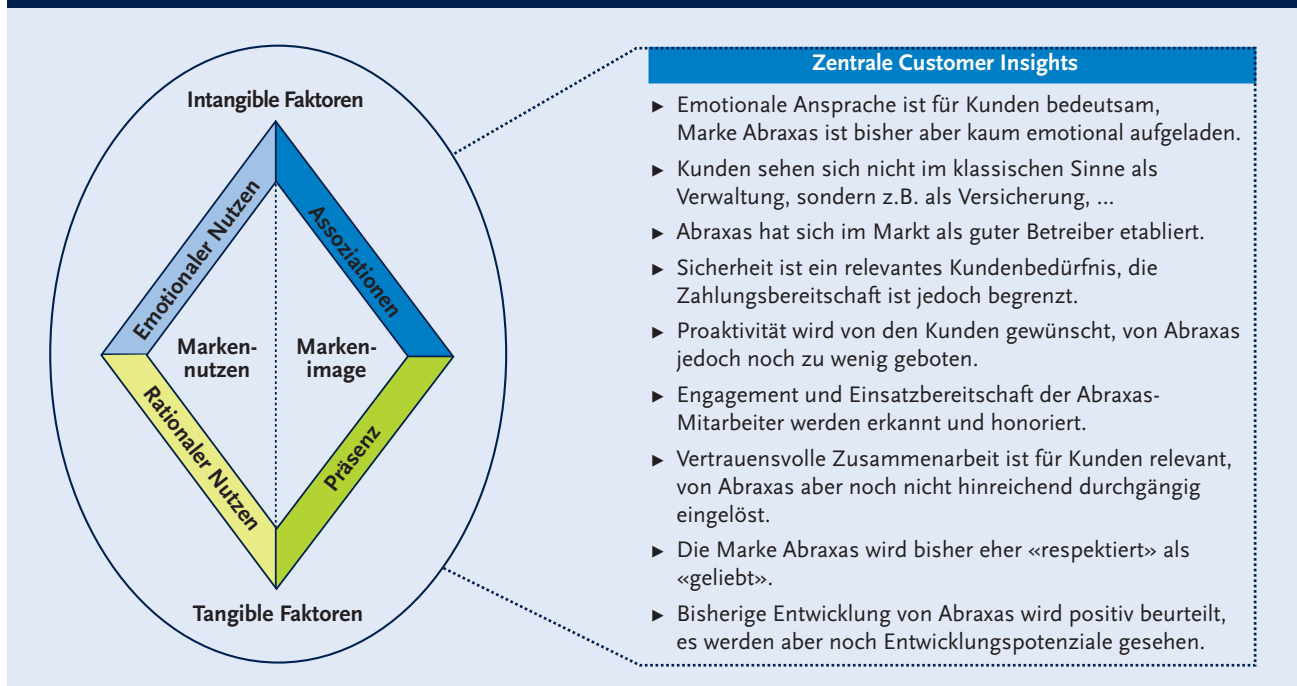 Intangible Faktoren
Emotionaler Nutzen
Assoziationen
Marken-
nutzen
Marken-
image
Rationaler Nutzen
Präsenz
Tangible Faktoren
Zentrale Customer Insights
► Emotionale Ansprache ist für Kunden bedeutsam,
Marke Abraxas ist bisher aber kaum emotional aufgeladen.
► Kunden sehen sich nicht im klassischen Sinne als
Verwaltung, sondern z.B. als Versicherung, ...
► Abraxas hat sich im Markt als guter Betreiber etabliert.
► Sicherheit ist ein relevantes Kundenbedürfnis, die
Zahlungsbereitschaft ist jedoch begrenzt.
► Proaktivität wird von den Kunden gewünscht, von Abraxas
jedoch noch zu wenig geboten.
► Engagement und Einsatzbereitschaft der Abraxas-
Mitarbeiter werden erkannt und honoriert.
► Vertrauensvolle Zusammenarbeit ist für Kunden relevant,
von Abraxas aber noch nicht hinreichend durchgängig
eingelöst.
► Die Marke Abraxas wird bisher eher «respektiert» als
«geliebt».
► Bisherige Entwicklung von Abraxas wird positiv beurteilt,
es werden aber noch Entwicklungspotenziale gesehen.